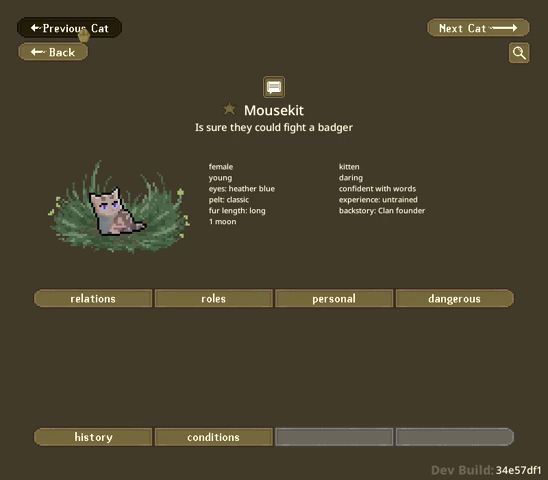 Previous Cat
Next Cat
Back
Mousekit
Is sure they could fight a badger
female
young
eyes: heather blue
pelt: classic
fur length: long
1 moon
kitten
daring
confident with words
experience: untrained
backstory: Clan founder
relations
roles
personal
dangerous
history
conditions
Dev Build: 34e57df1